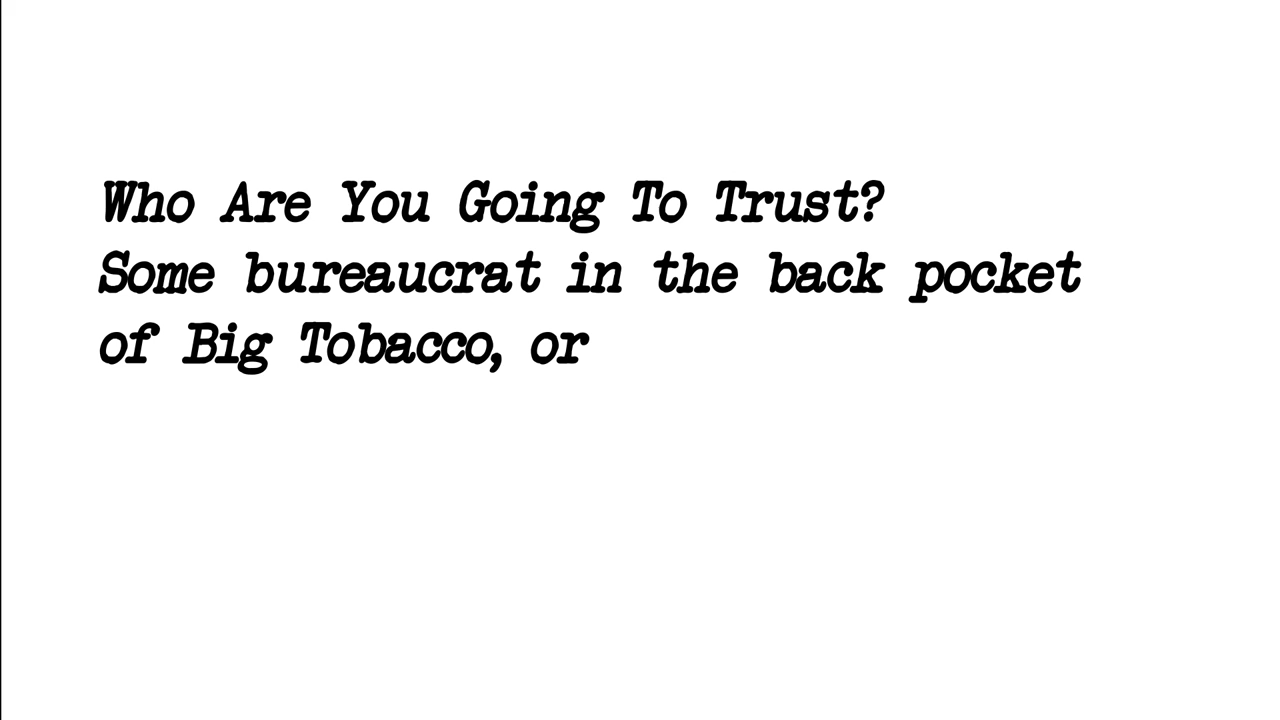 Who Are You Going To Trust?
Some bureaucrat in the back pocket
of Big Tobacco, or